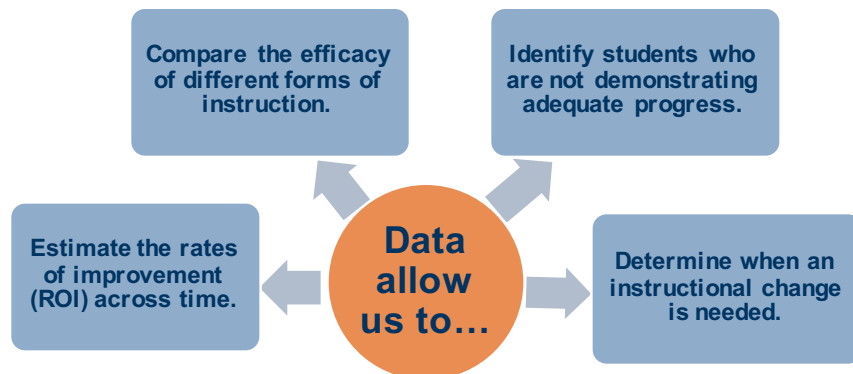 Compare the efficacy
of different forms of
instruction.
Identify students who
are not demonstrating
adequate progress.
Estimate the rates
of improvement
(ROI) across time.
Data
allow
us to…
Determine when an
instructional change
is needed.